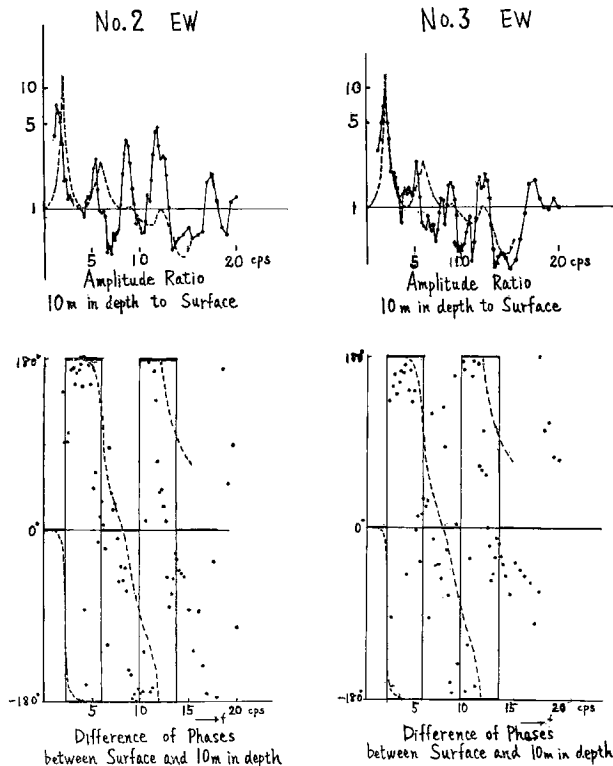 No.2 EW
10
5
1
5
10
20 cps
Amplitude Ratio
10m in depth to Surface
No.3 EW
10
5
1
5
10
20 cps
Amplitude Ratio
10m in depth to Surface
180°
0°
-180°
5
10
15
20
cps
→f
Difference of Phases
between Surface and 10m in depth
180°
0°
-180°
5
10
15
20
cps
Difference of Phases
between Surface and 10m in depth